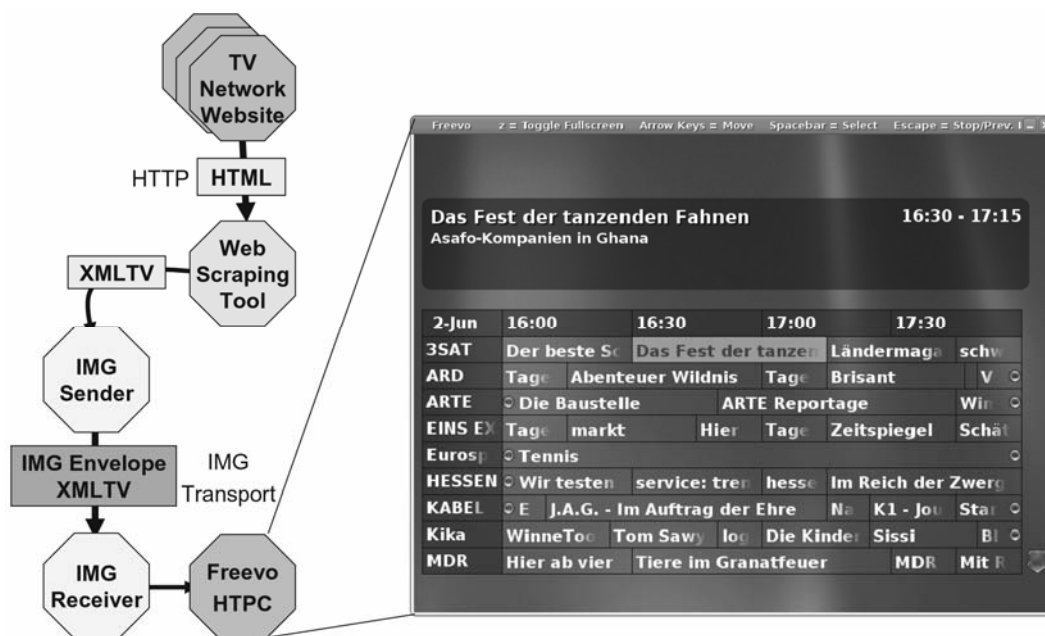 TV
Network
Website
HTTP
HTML
Web
Scraping
Tool
XMLTV
IMG
Sender
IMG Envelope
XMLTV
IMG
Transport
IMG
Receiver
Freevo
HTPC
Freevo z = Toggle Fullscreen Arrow Keys = Move Spacebar = Select Escape = Stop/Prev.
Das Fest der tanzenden Fahnen 16:30 - 17:15
Asafo-Kompanien in Ghana
2-Jun 16:00 16:30 17:00 17:30
3SAT Der beste Sc Das Fest der tanzen Ländermaga schw
ARD Tage Abenteuer Wildnis Tage Brisant V
ARTE Die Baustelle ARTE Reportage Win
EINS EX Tage markt Hier Tage Zeitspiegel Schät
Eurosp Tennis
HESSEN Wir testen service: tren hesse Im Reich der Zwerg
KABEL E J.A.G. - Im Auftrag der Ehre Na K1 - Jou Star
Kika WinneToo Tom Sawy log Die Kinder Sissi Bl
MDR Hier ab vier Tiere im Granatfeuer MDR Mit R